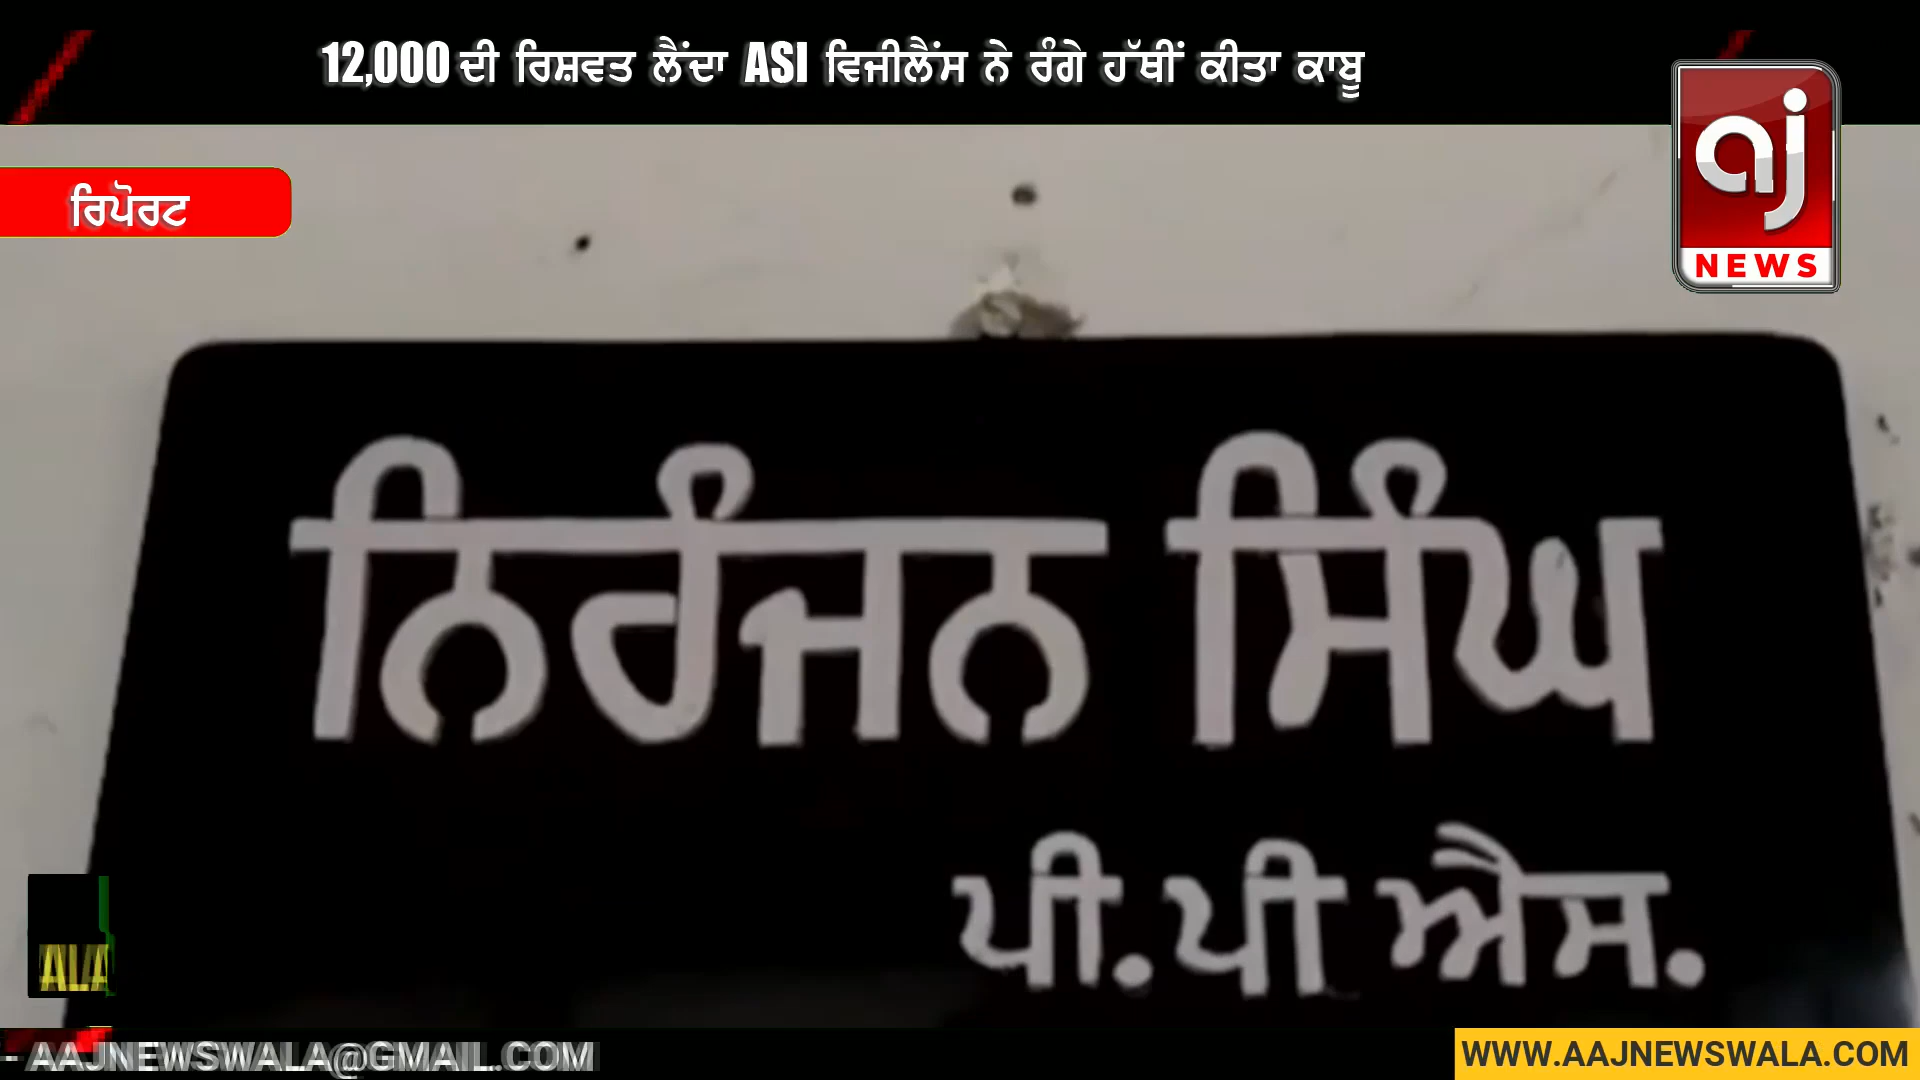 12,000 ਦੀ ਰਿਸ਼ਵਤ ਲੈਂਦਾ ASI ਵਿਜੀਲੈਂਸ ਨੇ ਰੰਗੇ ਹੱਥੀਂ ਕੀਤਾ ਕਾਬੂ
aj
NEWS
ਰਿਪੋਰਟ
ਨਿਰੰਜਨ ਸਿੰਘ
ਪੀ.ਪੀ ਐਸ.
ALA
- AAJNEWSWALA@GMAIL.COM
WWW.AAJNEWSWALA.COM